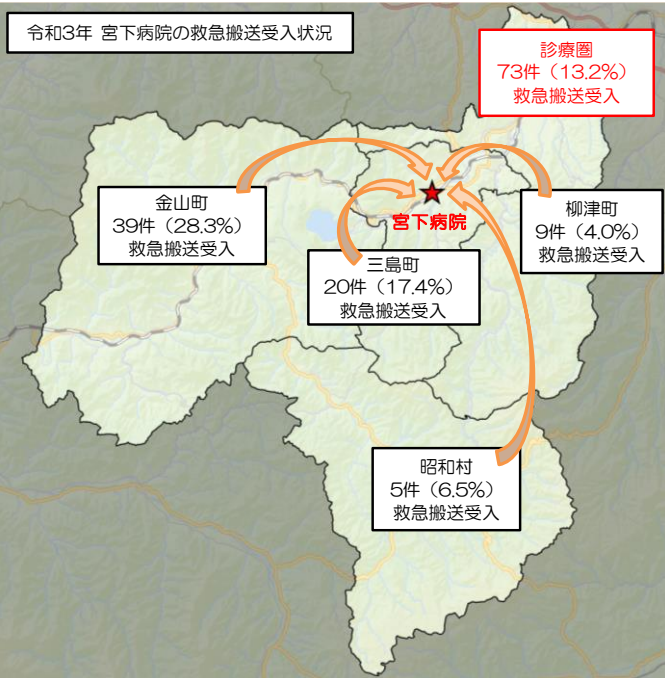 令和3年 宮下病院の救急搬送受入状況
診療圏
73件（13.2%）
救急搬送受入
金山町
39件（28.3%）
救急搬送受入
宮下病院
柳津町
9件（4.0%）
救急搬送受入
三島町
20件（17.4%）
救急搬送受入
昭和村
5件（6.5%）
救急搬送受入